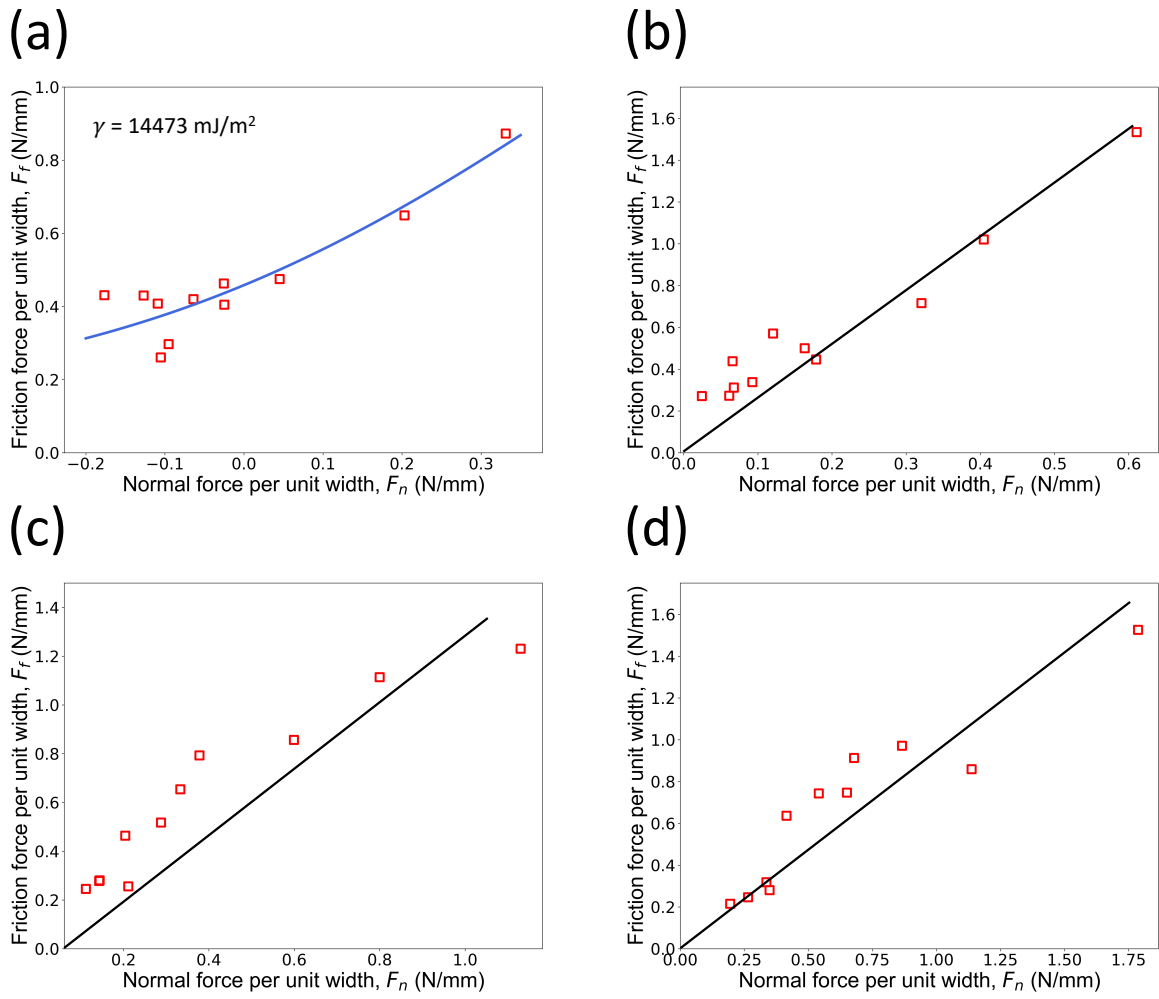 (a)
Friction force per unit width, Ff (N/mm)
1.0
0.8
0.6
0.4
0.2
0.0
γ = 14473 mJ/m²
−0.2 −0.1 0.0 0.1 0.2 0.3
Normal force per unit width, Fn (N/mm)
(b)
Friction force per unit width, Ff (N/mm)
1.6
1.4
1.2
1.0
0.8
0.6
0.4
0.2
0.0
0.0 0.1 0.2 0.3 0.4 0.5 0.6
Normal force per unit width, Fn (N/mm)
(c)
Friction force per unit width, Ff (N/mm)
1.4
1.2
1.0
0.8
0.6
0.4
0.2
0.0
0.2 0.4 0.6 0.8 1.0
Normal force per unit width, Fn (N/mm)
(d)
Friction force per unit width, Ff (N/mm)
1.6
1.4
1.2
1.0
0.8
0.6
0.4
0.2
0.0
0.00 0.25 0.50 0.75 1.00 1.25 1.50 1.75
Normal force per unit width, Fn (N/mm)